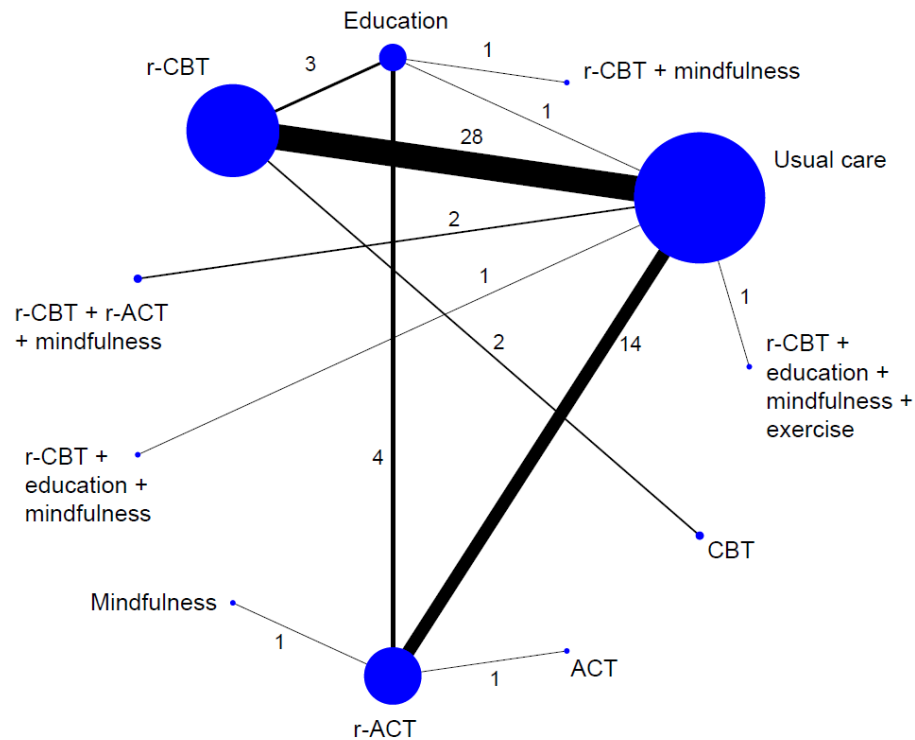 Education
r-CBT
3
1
r-CBT + mindfulness
1
28
Usual care
2
r-CBT + r-ACT
+ mindfulness
1
1
2
14
r-CBT +
education +
mindfulness +
exercise
r-CBT +
education +
mindfulness
4
CBT
Mindfulness
1
1
ACT
r-ACT